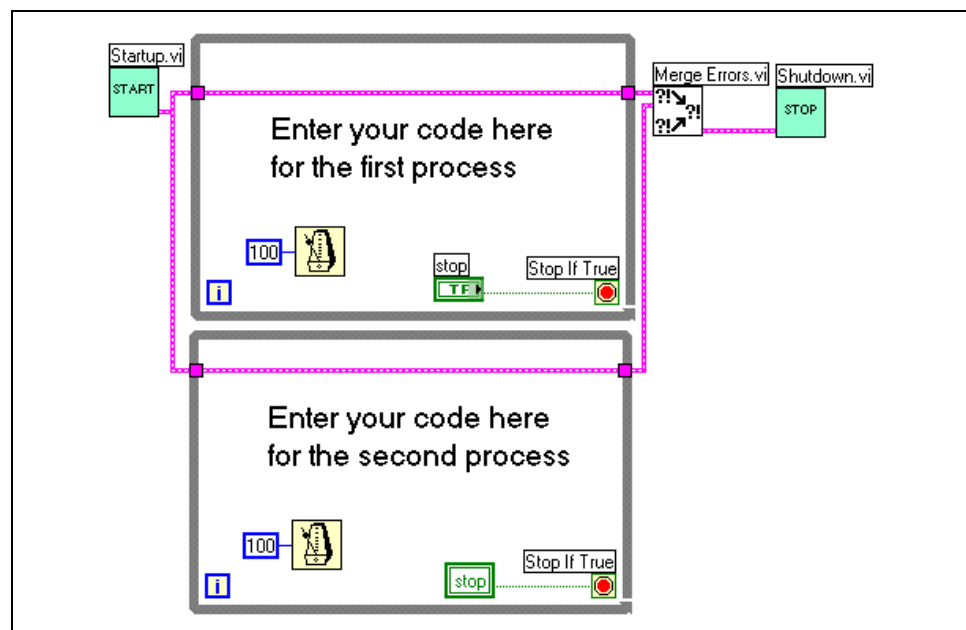 Startup.vi
START
Merge Errors.vi
?!
?!
?!
Shutdown.vi
STOP
Enter your code here
for the first process
100
stop
TF
Stop If True
i
Enter your code here
for the second process
100
stop
Stop If True
i